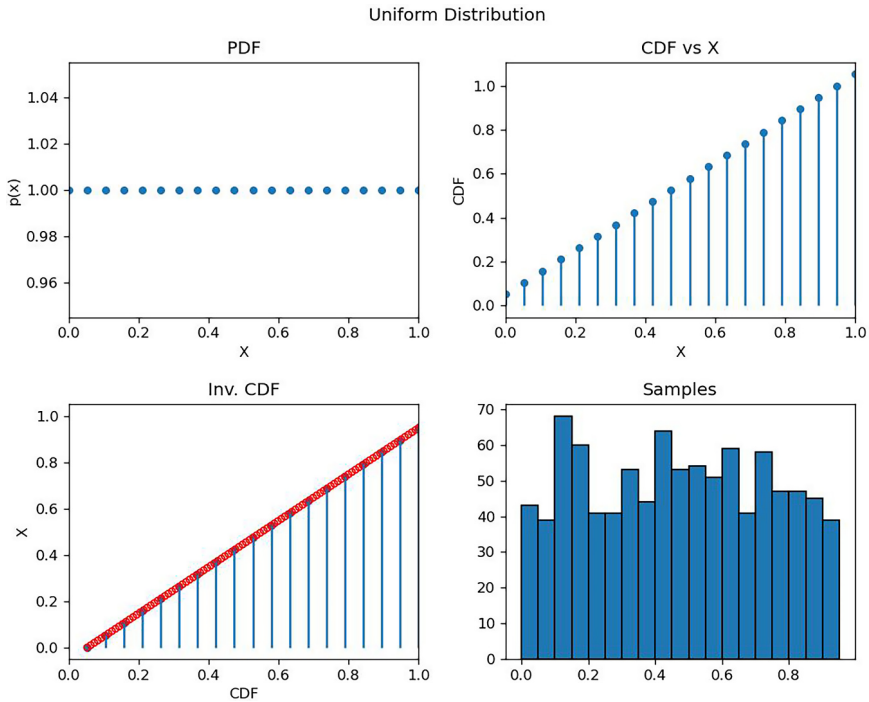 Uniform Distribution
PDF
1.04
1.02
1.00
0.98
0.96
p(x)
0.0 0.2 0.4 0.6 0.8 1.0
X
CDF vs X
1.0
0.8
0.6
0.4
0.2
0.0
CDF
0.0 0.2 0.4 0.6 0.8 1.0
X
Inv. CDF
1.0
0.8
0.6
0.4
0.2
0.0
X
0.0 0.2 0.4 0.6 0.8 1.0
CDF
Samples
70
60
50
40
30
20
10
0
0.0 0.2 0.4 0.6 0.8